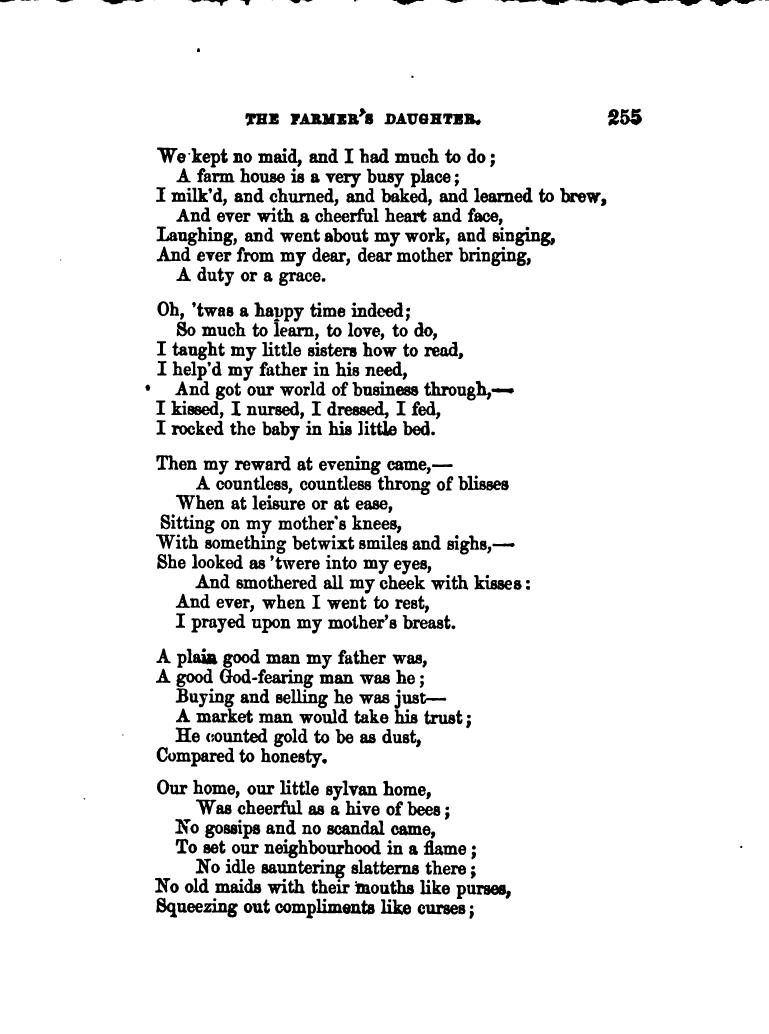 THE FARMER'S DAUGHTER. 255
We kept no maid, and I had much to do;
A farm house is a very busy place;
I milk'd, and churned, and baked, and learned to brew,
And ever with a cheerful heart and face,
Laughing, and went about my work, and singing,
And ever from my dear, dear mother bringing,
A duty or a grace.
Oh, 'twas a happy time indeed;
So much to learn, to love, to do,
I taught my little sisters how to read,
I help'd my father in his need,
And got our world of business through,—
I kissed, I nursed, I dressed, I fed,
I rocked the baby in his little bed.
Then my reward at evening came,—
A countless, countless throng of blisses
When at leisure or at ease,
Sitting on my mother's knees,
With something betwixt smiles and sighs,—
She looked as 'twere into my eyes,
And smothered all my cheek with kisses:
And ever, when I went to rest,
I prayed upon my mother's breast.
A plain good man my father was,
A good God-fearing man was he;
Buying and selling he was just—
A market man would take his trust;
He counted gold to be as dust,
Compared to honesty.
Our home, our little sylvan home,
Was cheerful as a hive of bees;
No gossips and no scandal came,
To set our neighbourhood in a flame;
No idle sauntering slatterns there;
No old maids with their mouths like purses,
Squeezing out compliments like curses;